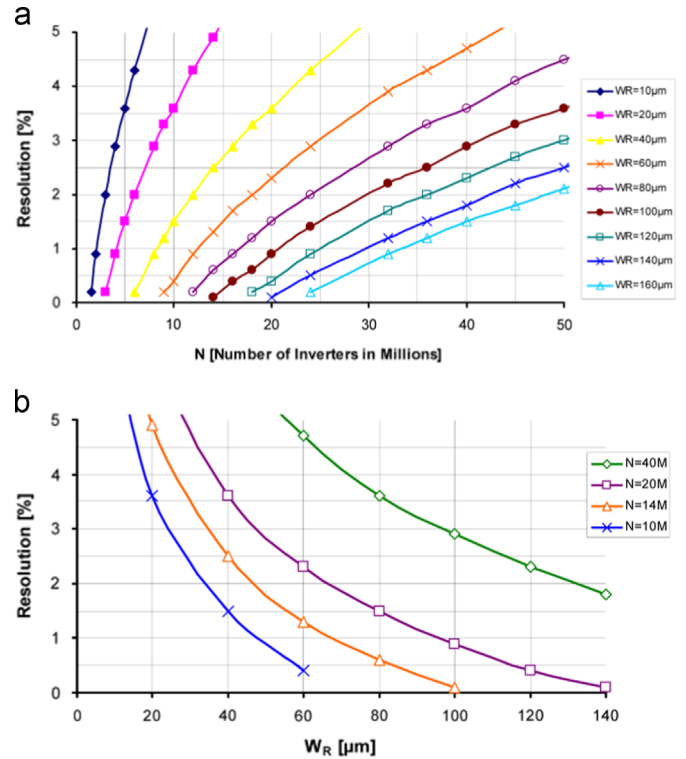 a
Resolution [%]
5
4
3
2
1
0
0 10 20 30 40 50
N [Number of Inverters in Millions]
WR=10µm
WR=20µm
WR=40µm
WR=60µm
WR=80µm
WR=100µm
WR=120µm
WR=140µm
WR=160µm
b
Resolution [%]
5
4
3
2
1
0
0 20 40 60 80 100 120 140
W_R [µm]
N=40M
N=20M
N=14M
N=10M